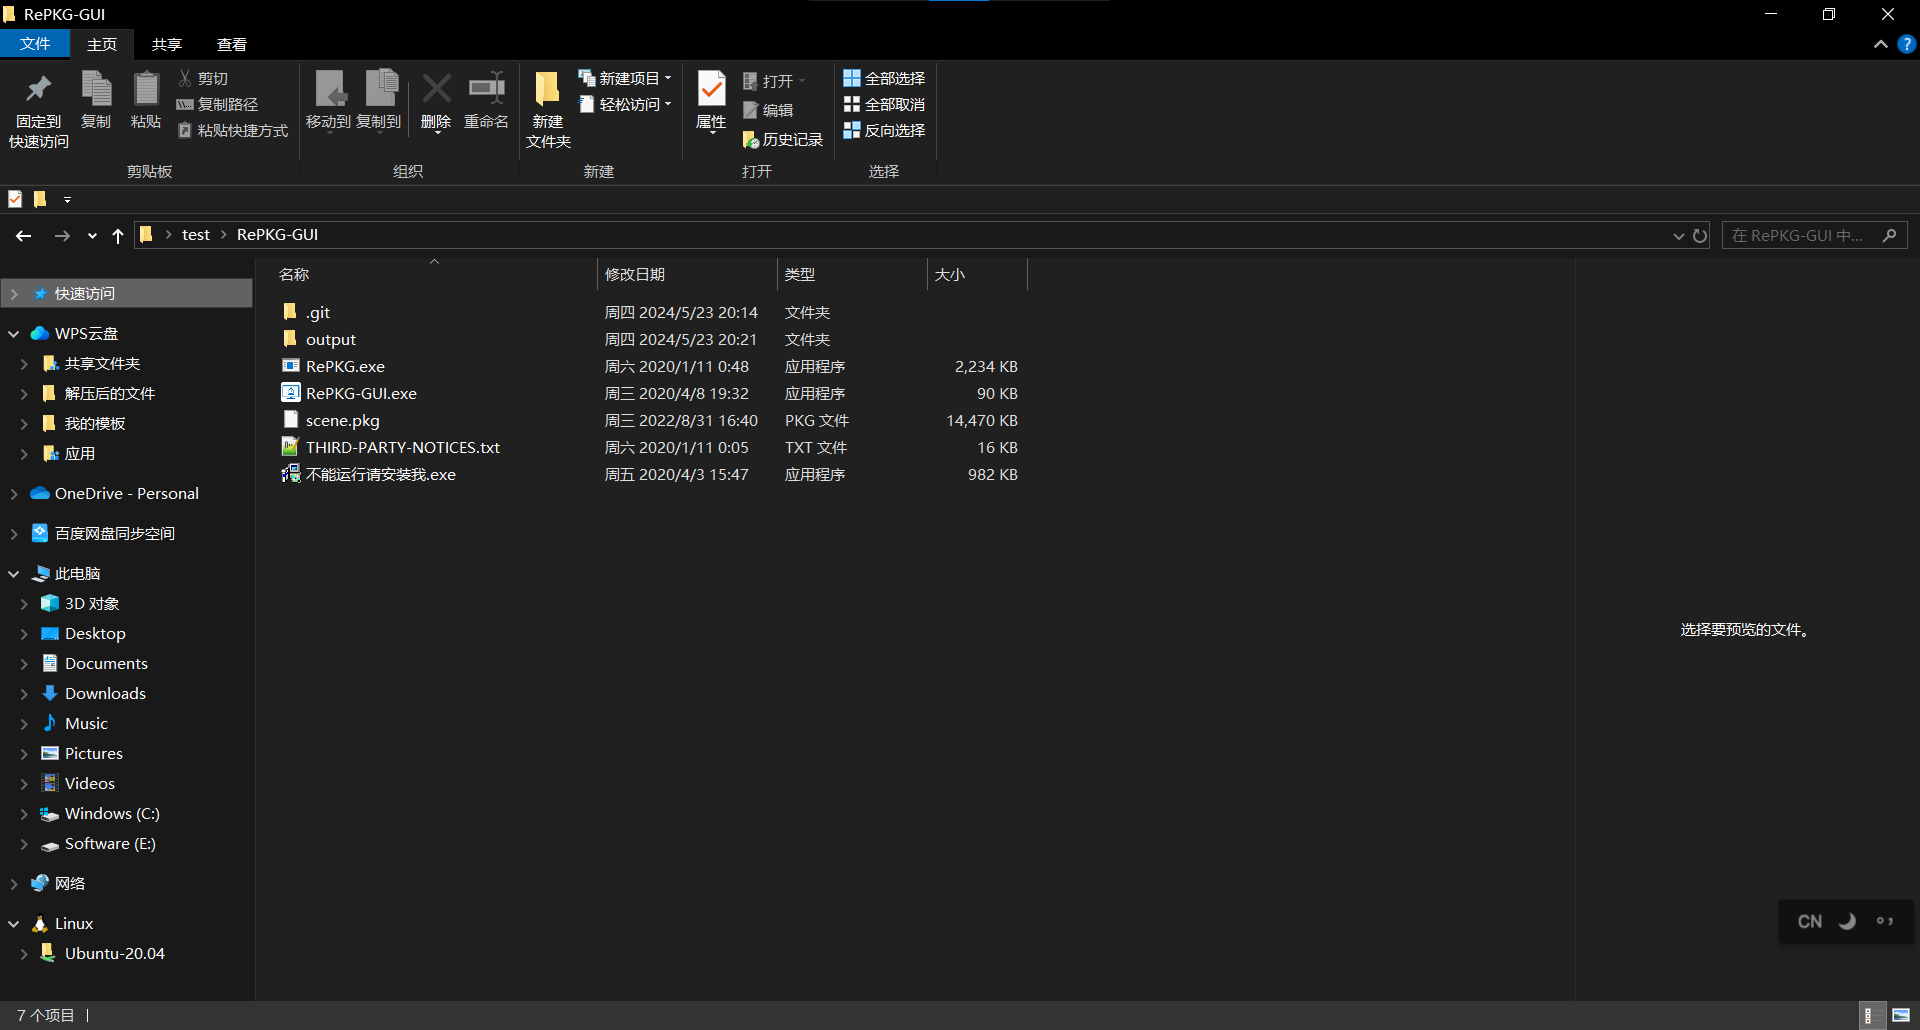 RePKG-GUI
文件 主页 共享 查看
固定到
快速访问
复制
粘贴
剪切
复制路径
粘贴快捷方式
剪贴板
移动到
复制到
删除
重命名
组织
新建
文件夹
新建项目
轻松访问
新建
属性
打开
编辑
历史记录
打开
全部选择
全部取消
反向选择
选择
test RePKG-GUI
在 RePKG-GUI 中...
快速访问
WPS云盘
共享文件夹
解压后的文件
我的模板
应用
OneDrive - Personal
百度网盘同步空间
此电脑
3D 对象
Desktop
Documents
Downloads
Music
Pictures
Videos
Windows (C:)
Software (E:)
网络
Linux
Ubuntu-20.04
名称 修改日期 类型 大小
.git 周四 2024/5/23 20:14 文件夹
output 周四 2024/5/23 20:21 文件夹
RePKG.exe 周六 2020/1/11 0:48 应用程序 2,234 KB
RePKG-GUI.exe 周三 2020/4/8 19:32 应用程序 90 KB
scene.pkg 周三 2022/8/31 16:40 PKG 文件 14,470 KB
THIRD-PARTY-NOTICES.txt 周六 2020/1/11 0:05 TXT 文件 16 KB
不能运行请安装我.exe 周五 2020/4/3 15:47 应用程序 982 KB
选择要预览的文件。
CN
7 个项目